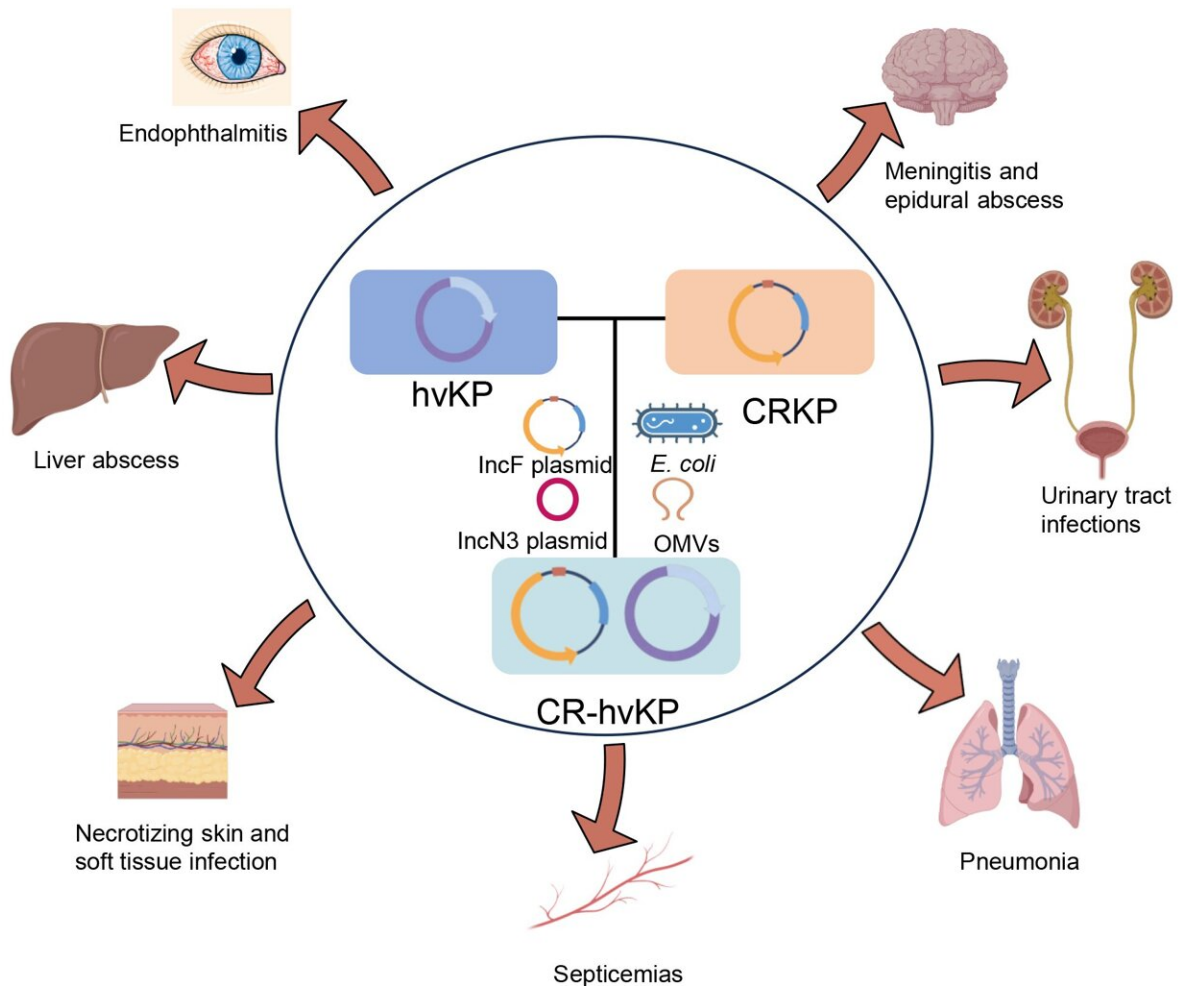 Endophthalmitis
Meningitis and
epidural abscess
hvKP
CRKP
Liver abscess
IncF plasmid
E. coli
Urinary tract
infections
IncN3 plasmid
OMVs
CR-hvKP
Necrotizing skin and
soft tissue infection
Pneumonia
Septicemias